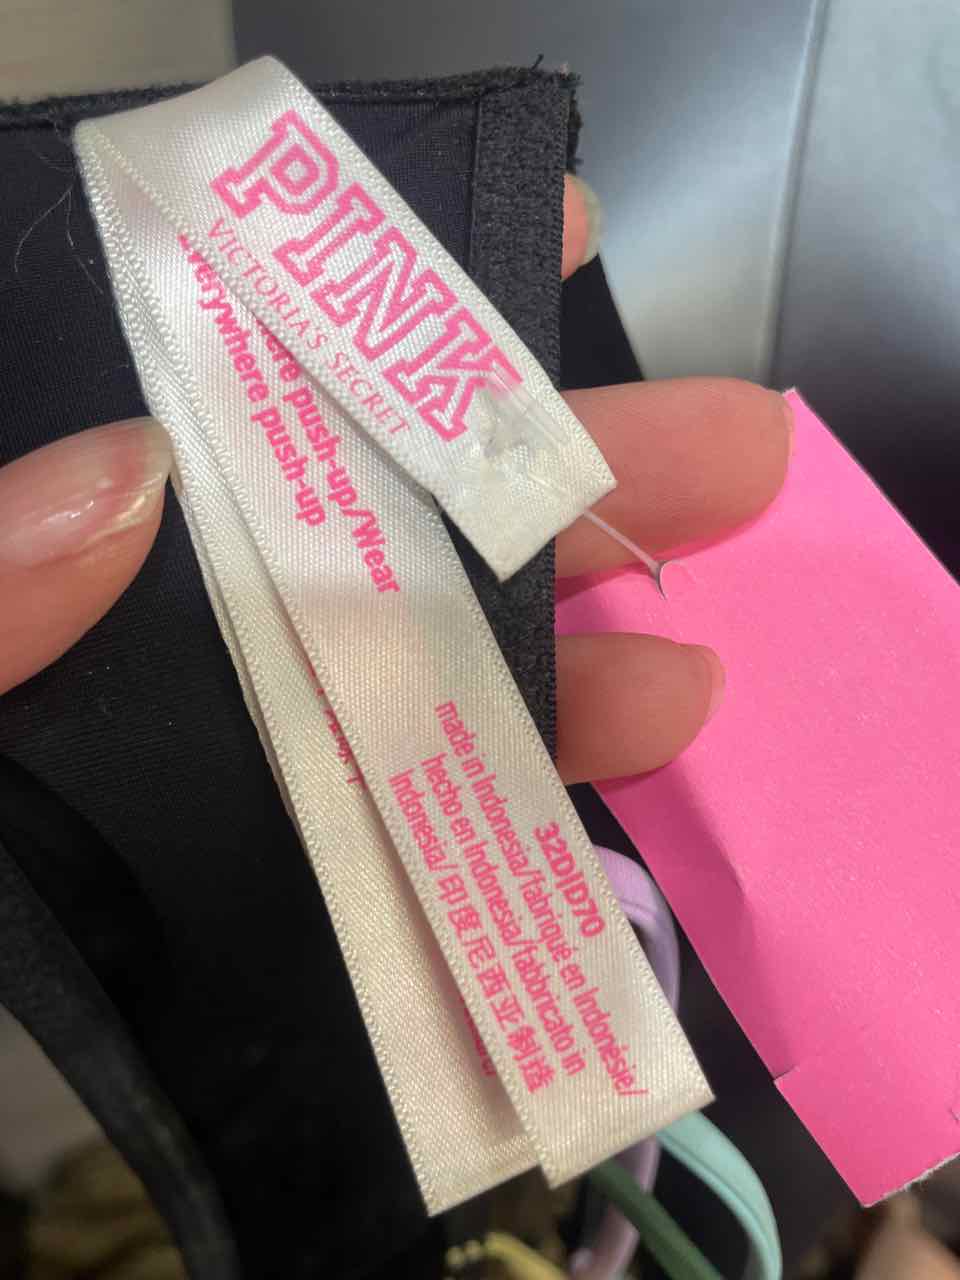 PINK
VICTORIA'S SECRET
push-up/Wear
everywhere push-up
32D|D70
made in Indonesia/fabriqué en Indonésie/
hecho en Indonesia/fabbricato in
Indonesia/印度尼西亚制造